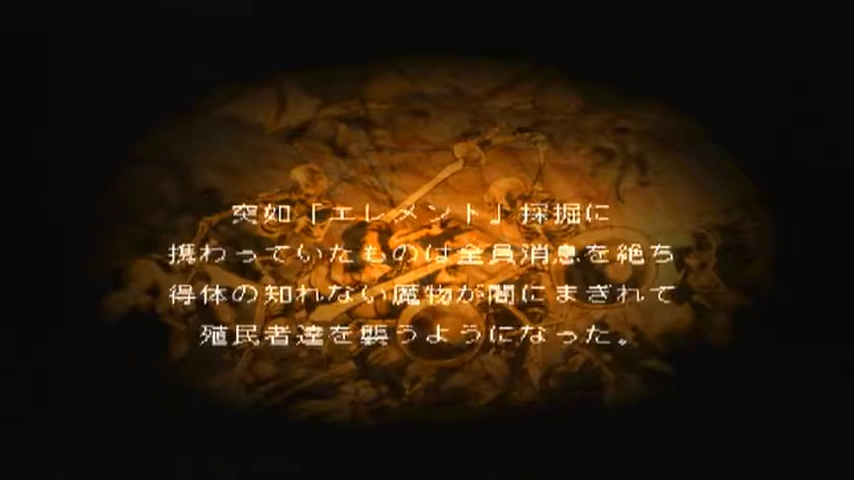 突如「エレメント」採掘に
携わっていたものは全員消息を絶ち
得体の知れない魔物が闇にまぎれて
殖民者達を襲うようになった。